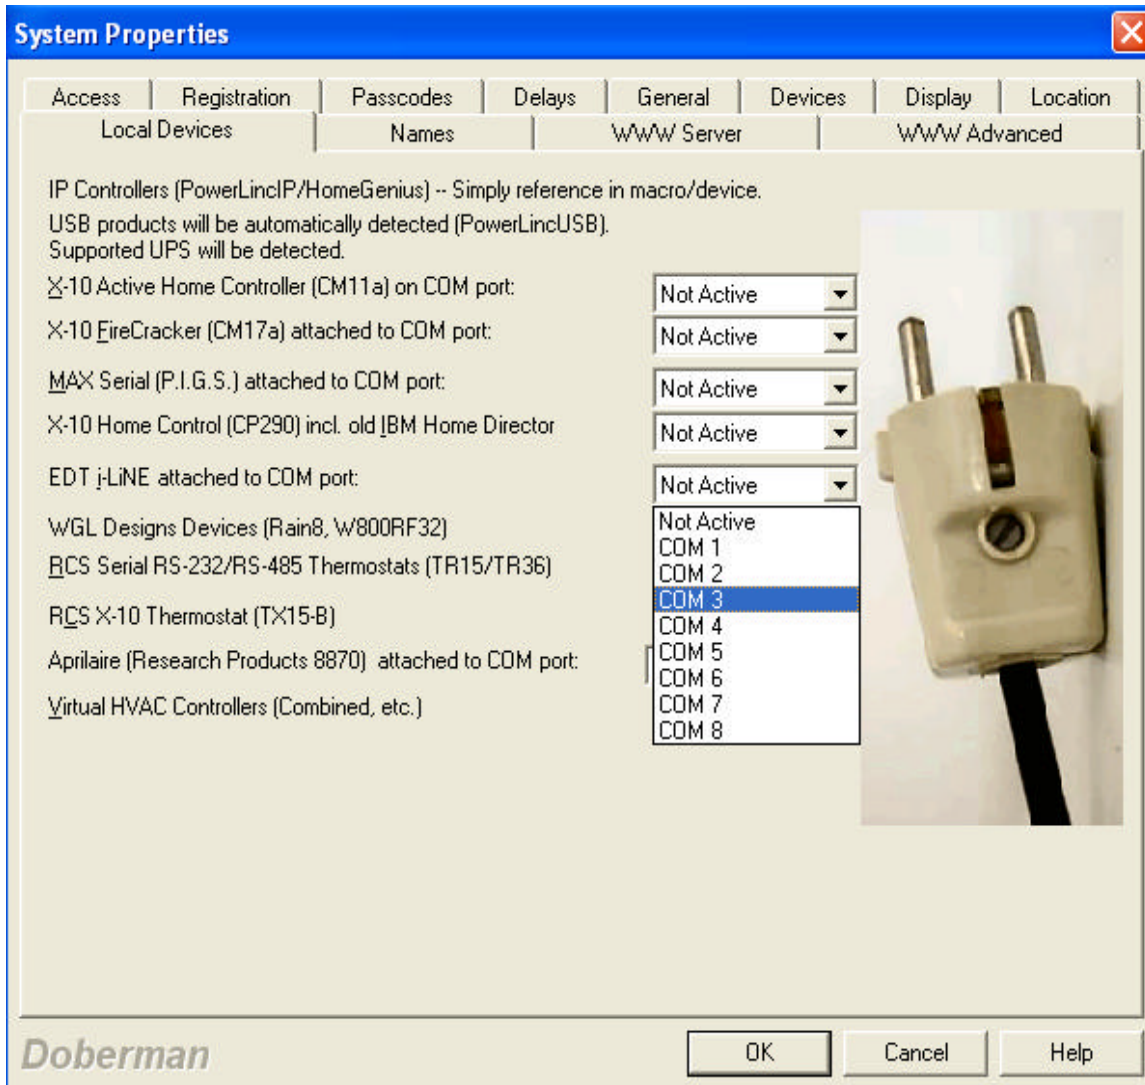 System Properties
Access Registration Passcodes Delays General Devices Display Location
Local Devices Names WWW Server WWW Advanced
IP Controllers (PowerLincIP/HomeGenius) -- Simply reference in macro/device.
USB products will be automatically detected (PowerLincUSB).
Supported UPS will be detected.
X-10 Active Home Controller (CM11a) on COM port: Not Active
X-10 FireCracker (CM17a) attached to COM port: Not Active
MAX Serial (P.I.G.S.) attached to COM port: Not Active
X-10 Home Control (CP290) incl. old IBM Home Director Not Active
EDT i-LiNE attached to COM port: Not Active
Not Active
WGL Designs Devices (Rain8, W800RF32)
COM 1
COM 2
RCS Serial RS-232/RS-485 Thermostats (TR15/TR36)
COM 3
RCS X-10 Thermostat (TX15-B)
COM 4
COM 5
Aprilaire (Research Products 8870) attached to COM port:
COM 6
COM 7
Virtual HVAC Controllers (Combined, etc.)
COM 8
Doberman OK Cancel Help